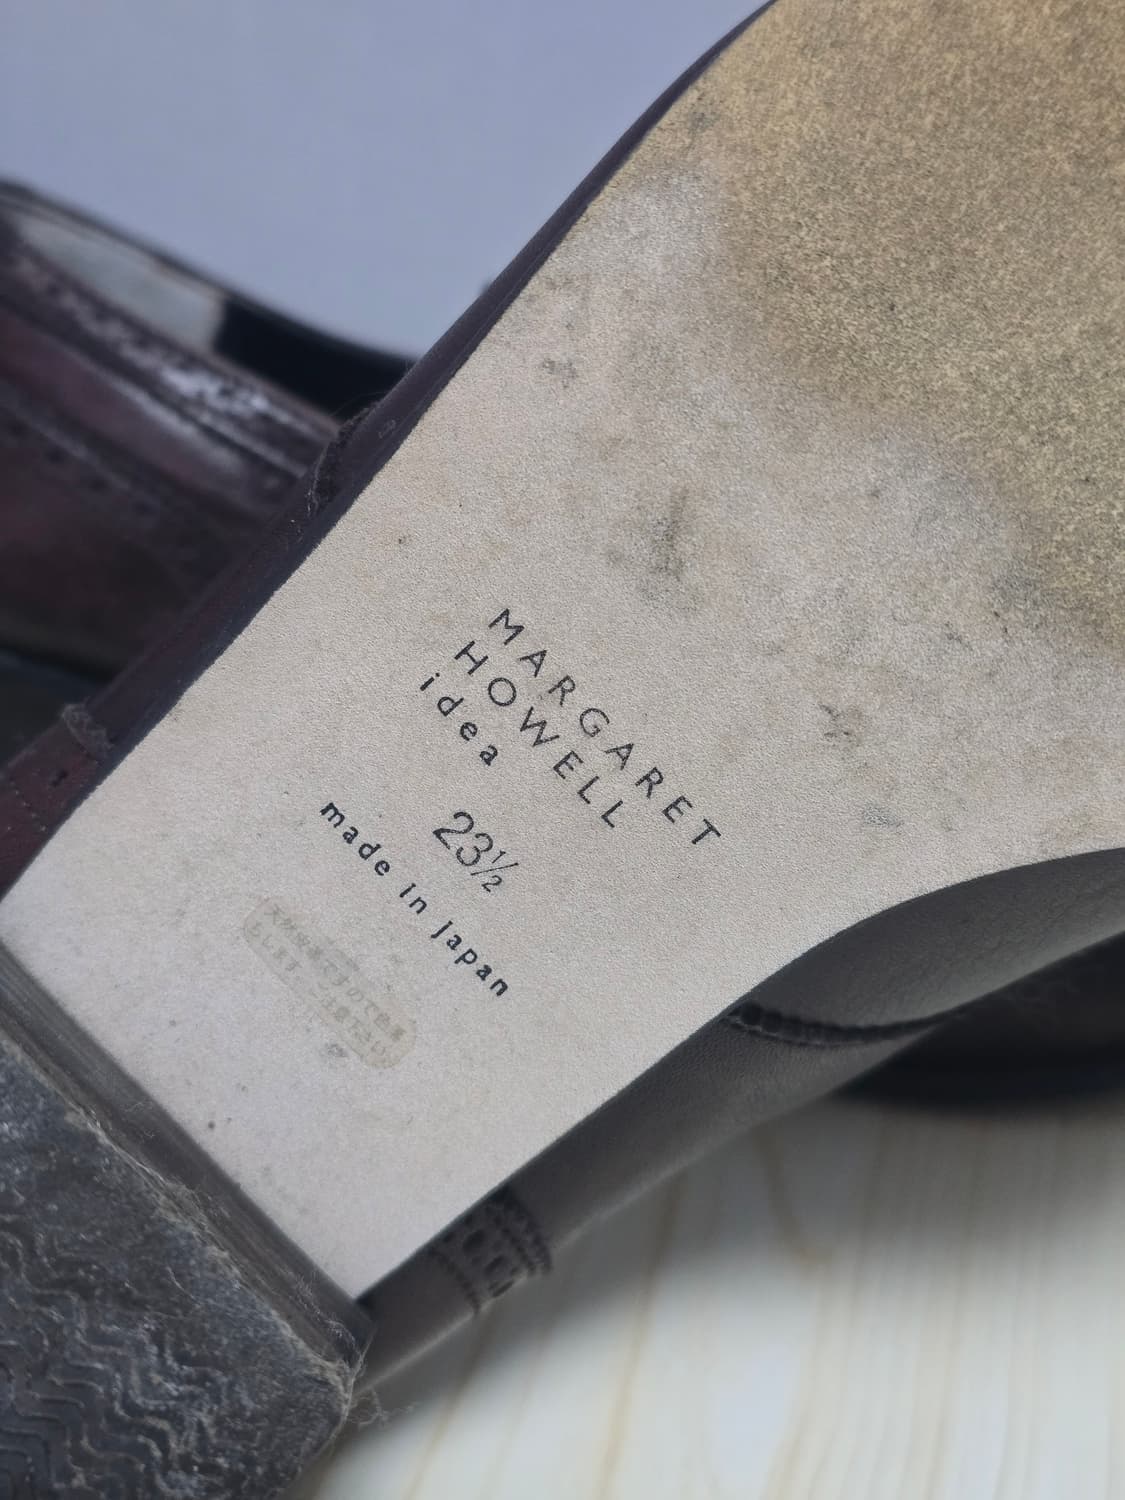 MARGARET
HOWELL
idea
23½
made in japan